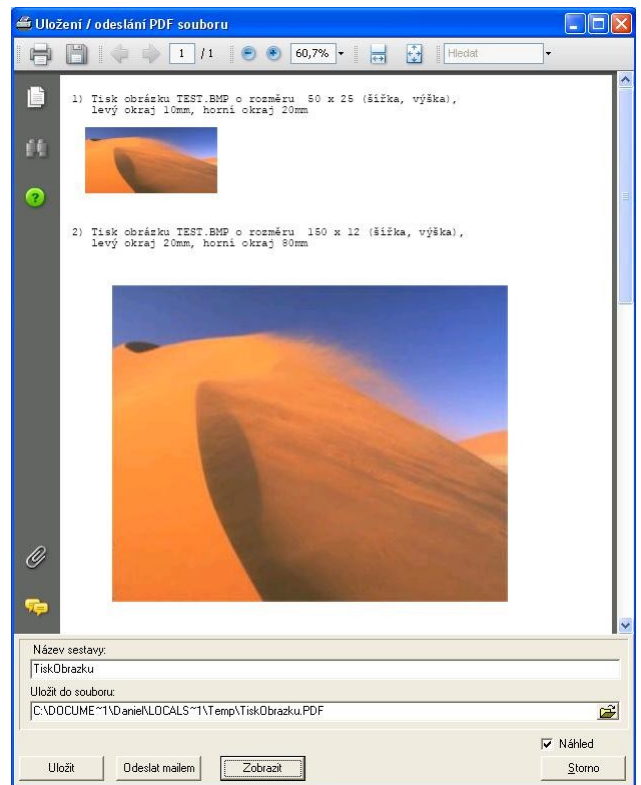 Uložení / odeslání PDF souboru
1 / 1 60,7% Hledat
1) Tisk obrázku TEST.BMP o rozměru 50 x 25 (šířka, výška),
levý okraj 10mm, horní okraj 20mm
2) Tisk obrázku TEST.BMP o rozměru 150 x 12 (šířka, výška),
levý okraj 20mm, horní okraj 80mm
Název sestavy:
TiskObrazku
Uložit do souboru:
C:\DOCUME~1\Daniel\LOCALS~1\Temp\TiskObrazku.PDF
Náhled
Uložit Odeslat mailem Zobrazit Storno